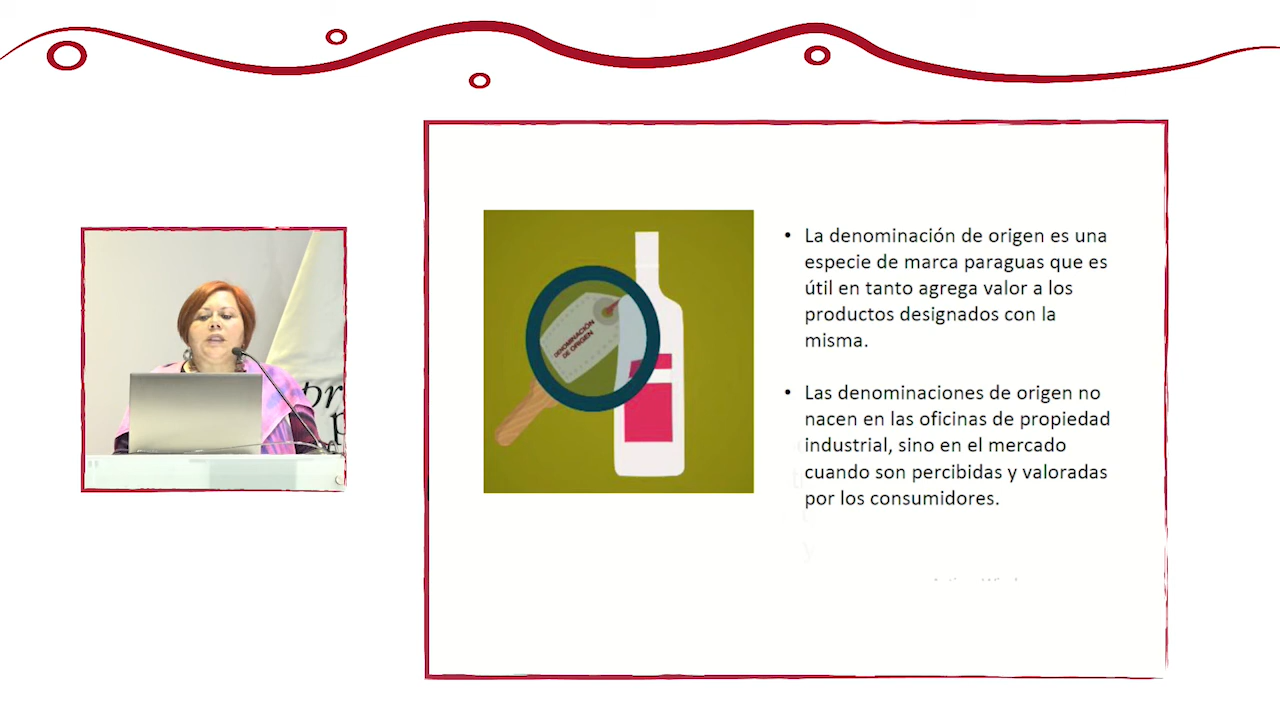 DENOMINACIÓN
DE ORIGEN
• La denominación de origen es una
especie de marca paraguas que es
útil en tanto agrega valor a los
productos designados con la
misma.
• Las denominaciones de origen no
nacen en las oficinas de propiedad
industrial, sino en el mercado
cuando son percibidas y valoradas
por los consumidores.